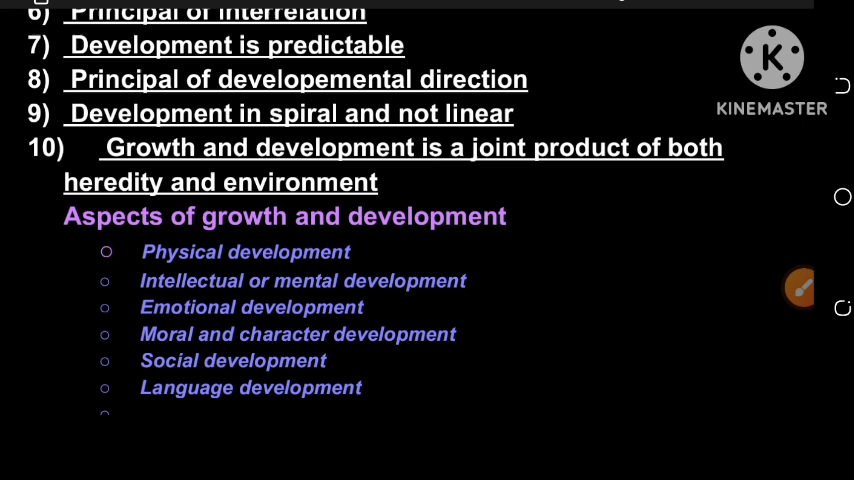 6) Principal of interrelation
7) Development is predictable
8) Principal of developemental direction
9) Development in spiral and not linear
10) Growth and development is a joint product of both
heredity and environment
Aspects of growth and development
Physical development
Intellectual or mental development
Emotional development
Moral and character development
Social development
Language development
KINEMASTER